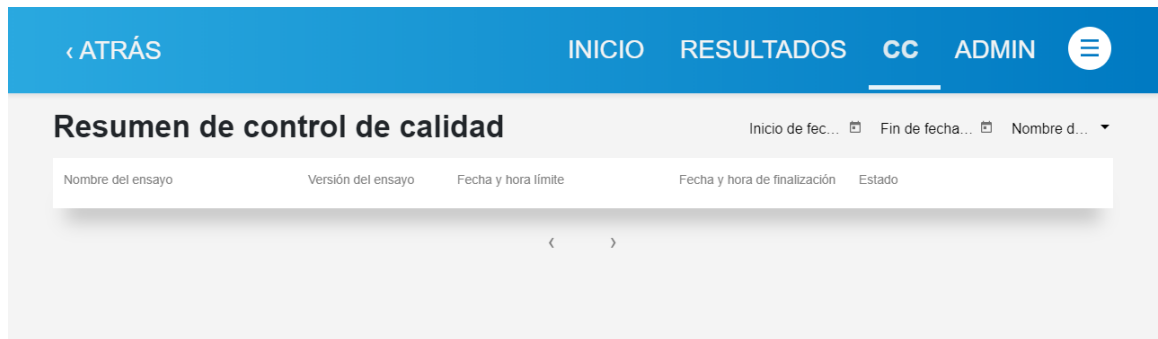 ‹ ATRÁS INICIO RESULTADOS CC ADMIN
Resumen de control de calidad Inicio de fec... Fin de fecha... Nombre d...
Nombre del ensayo Versión del ensayo Fecha y hora límite Fecha y hora de finalización Estado
‹ ›